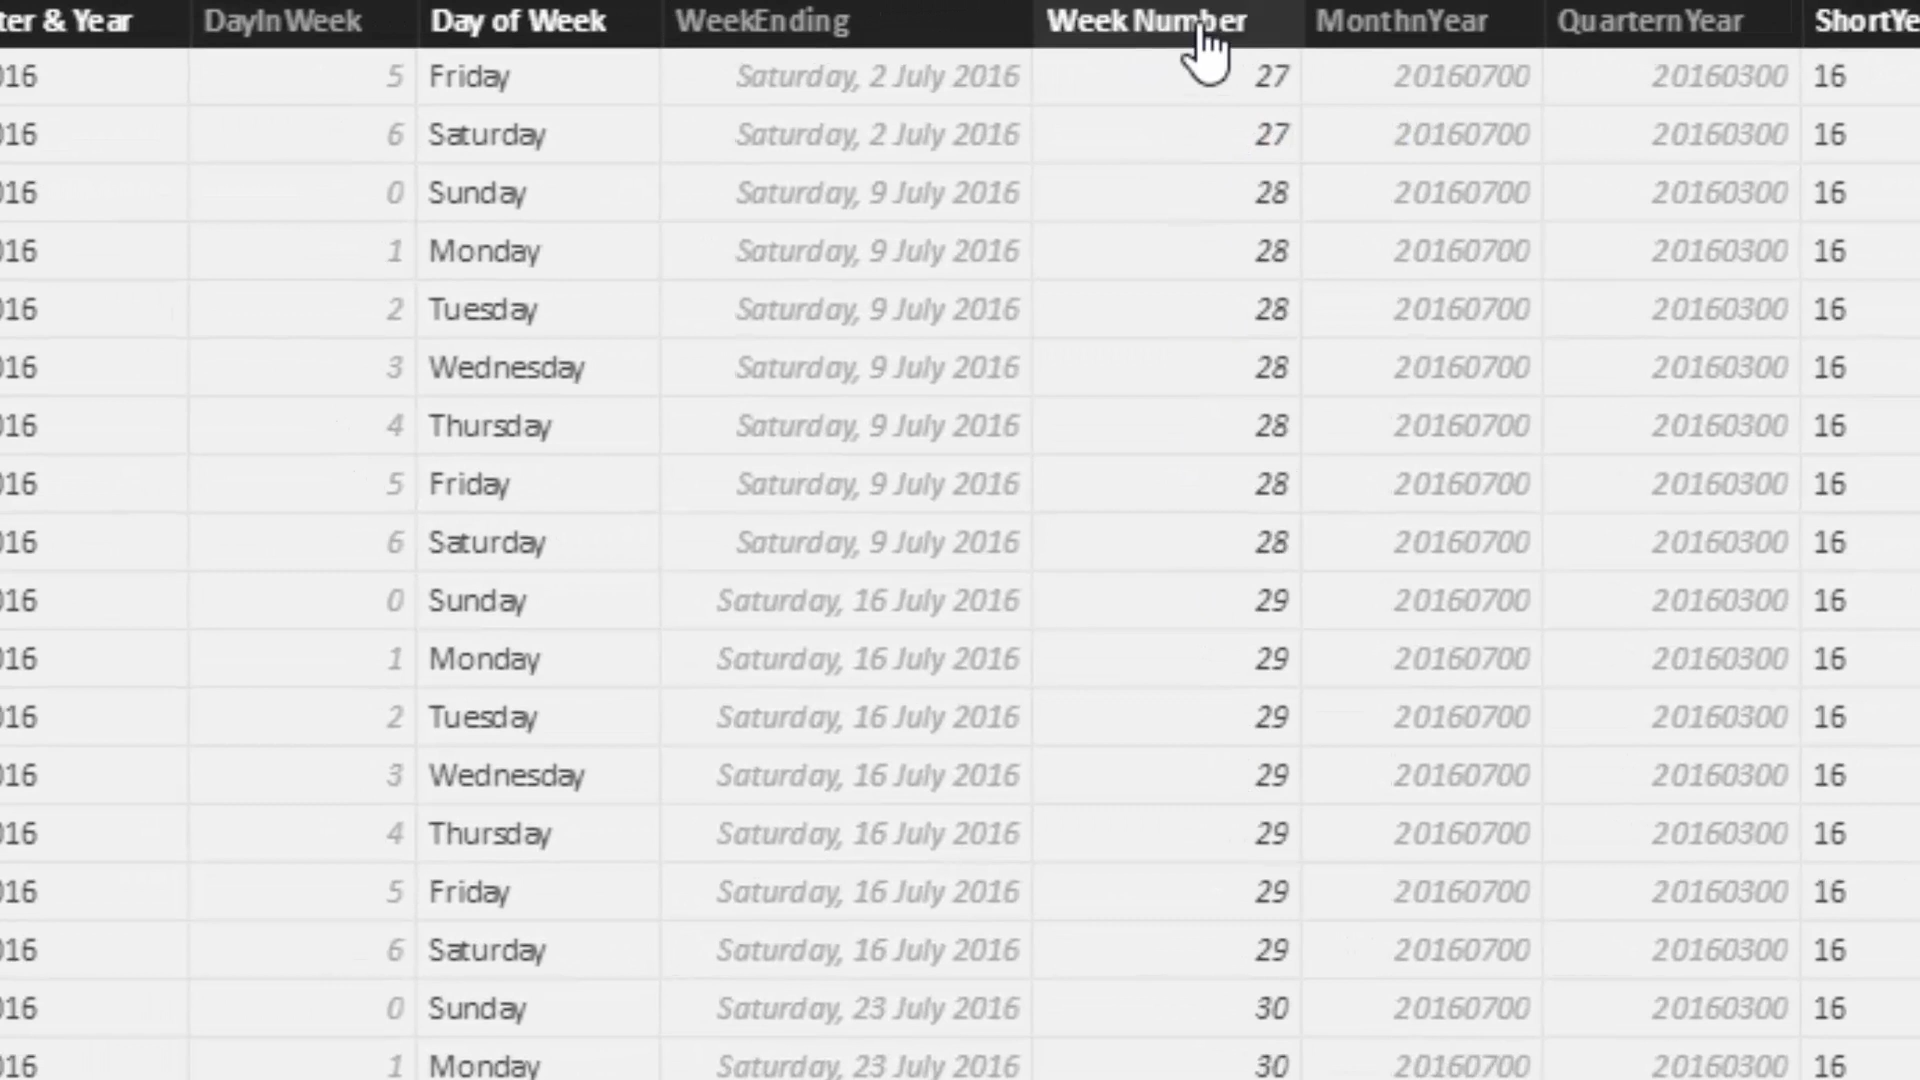 ter & Year DayInWeek Day of Week WeekEnding Week Number MonthnYear QuarternYear ShortYe
016 5 Friday Saturday, 2 July 2016 27 20160700 20160300 16
016 6 Saturday Saturday, 2 July 2016 27 20160700 20160300 16
016 0 Sunday Saturday, 9 July 2016 28 20160700 20160300 16
016 1 Monday Saturday, 9 July 2016 28 20160700 20160300 16
016 2 Tuesday Saturday, 9 July 2016 28 20160700 20160300 16
016 3 Wednesday Saturday, 9 July 2016 28 20160700 20160300 16
016 4 Thursday Saturday, 9 July 2016 28 20160700 20160300 16
016 5 Friday Saturday, 9 July 2016 28 20160700 20160300 16
016 6 Saturday Saturday, 9 July 2016 28 20160700 20160300 16
016 0 Sunday Saturday, 16 July 2016 29 20160700 20160300 16
016 1 Monday Saturday, 16 July 2016 29 20160700 20160300 16
016 2 Tuesday Saturday, 16 July 2016 29 20160700 20160300 16
016 3 Wednesday Saturday, 16 July 2016 29 20160700 20160300 16
016 4 Thursday Saturday, 16 July 2016 29 20160700 20160300 16
016 5 Friday Saturday, 16 July 2016 29 20160700 20160300 16
016 6 Saturday Saturday, 16 July 2016 29 20160700 20160300 16
016 0 Sunday Saturday, 23 July 2016 30 20160700 20160300 16
016 1 Monday Saturday, 23 July 2016 30 20160700 20160300 16